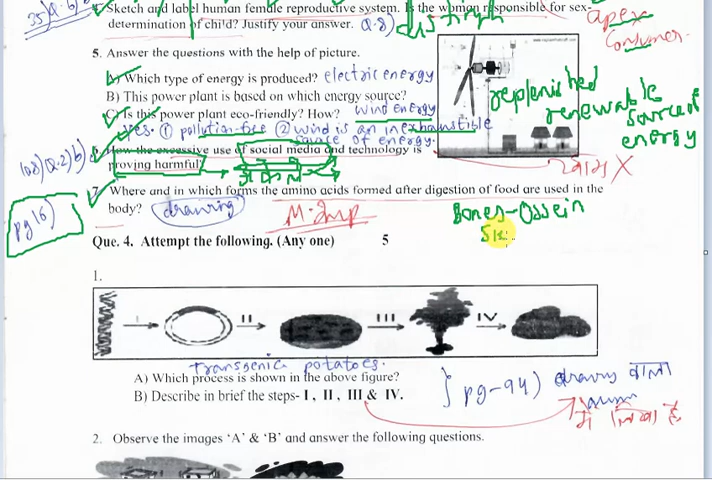 Sketch and label human female reproductive system. Is the woman responsible for sex-
determination of child? Justify your answer. Q.8)
apex
Consumer.
5. Answer the questions with the help of picture.
A) Which type of energy is produced? electric energy
B) This power plant is based on which energy source?
C) Is this power plant eco-friendly? How? wind energy
yes. ① pollution-free ② wind is an inexhaustible
source of energy.
replenished
renewable
source of
energy
How the excessive use of social media and technology is
proving harmful
7. Where and in which forms the amino acids formed after digestion of food are used in the
body? drawing M.Imp
pg 16)
Bones-Ossein
Que. 4. Attempt the following. (Any one) 5
1.
I II III IV
transgenic potatoes.
A) Which process is shown in the above figure?
B) Describe in brief the steps- I , II , III & IV.
pg-94) drawing वाला
में लिखा है
2. Observe the images ‘A’ & ‘B’ and answer the following questions.